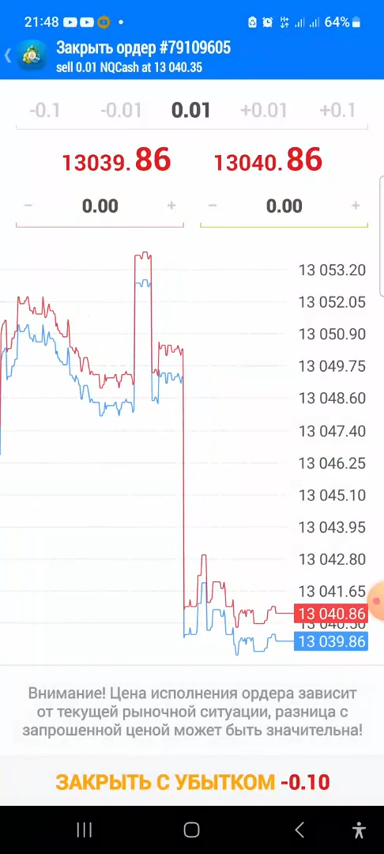 21:48 64%
Закрыть ордер #79109605
sell 0.01 NQCash at 13 040.35
-0.1 -0.01 0.01 +0.01 +0.1
13039.86 13040.86
− 0.00 + − 0.00 +
13 053.20
13 052.05
13 050.90
13 049.75
13 048.60
13 047.40
13 046.25
13 045.10
13 043.95
13 042.80
13 041.65
13 040.86
13 040.50
13 039.86
Внимание! Цена исполнения ордера зависит
от текущей рыночной ситуации, разница с
запрошенной ценой может быть значительна!
ЗАКРЫТЬ С УБЫТКОМ -0.10